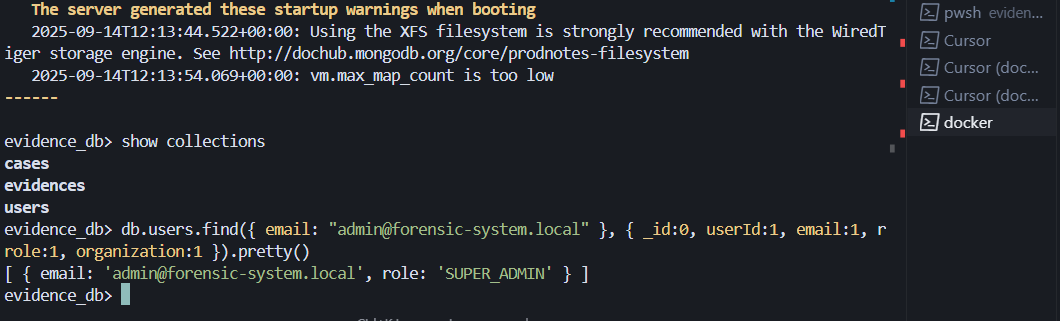 The server generated these startup warnings when booting
2025-09-14T12:13:44.522+00:00: Using the XFS filesystem is strongly recommended with the WiredT
iger storage engine. See http://dochub.mongodb.org/core/prodnotes-filesystem
2025-09-14T12:13:54.069+00:00: vm.max_map_count is too low
------
evidence_db> show collections
cases
evidences
users
evidence_db> db.users.find({ email: "admin@forensic-system.local" }, { _id:0, userId:1, email:1, r
role:1, organization:1 }).pretty()
[ { email: 'admin@forensic-system.local', role: 'SUPER_ADMIN' } ]
evidence_db>
pwsh eviden...
Cursor
Cursor (doc...
Cursor (doc...
docker